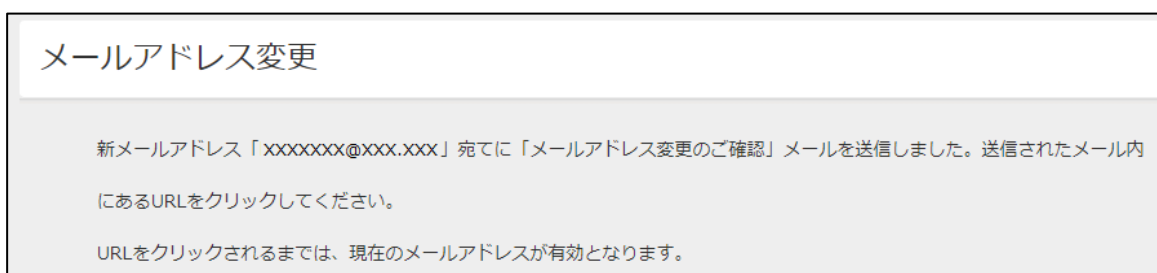 メールアドレス変更
新メールアドレス「XXXXXXX@XXX.XXX」宛てに「メールアドレス変更のご確認」メールを送信しました。送信されたメール内
にあるURLをクリックしてください。
URLをクリックされるまでは、現在のメールアドレスが有効となります。